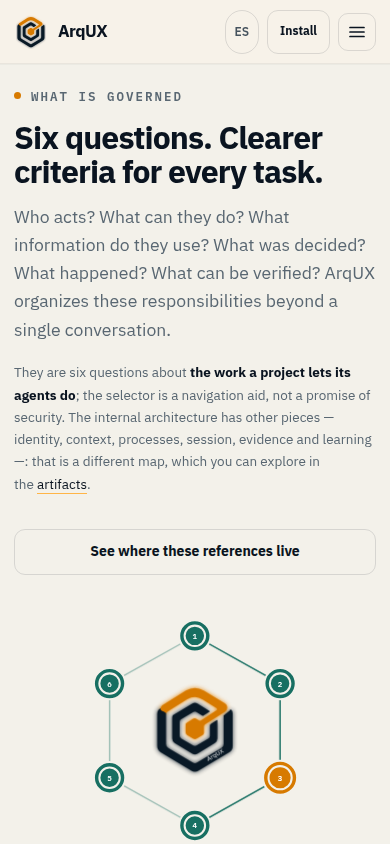 ArqUX
ES
Install
WHAT IS GOVERNED
Six questions. Clearer
criteria for every task.
Who acts? What can they do? What
information do they use? What was decided?
What happened? What can be verified? ArqUX
organizes these responsibilities beyond a
single conversation.
They are six questions about the work a project lets its
agents do; the selector is a navigation aid, not a promise of
security. The internal architecture has other pieces —
identity, context, processes, session, evidence and learning
—: that is a different map, which you can explore in
the artifacts.
See where these references live
1
6
2
ArqUX
5
3
4